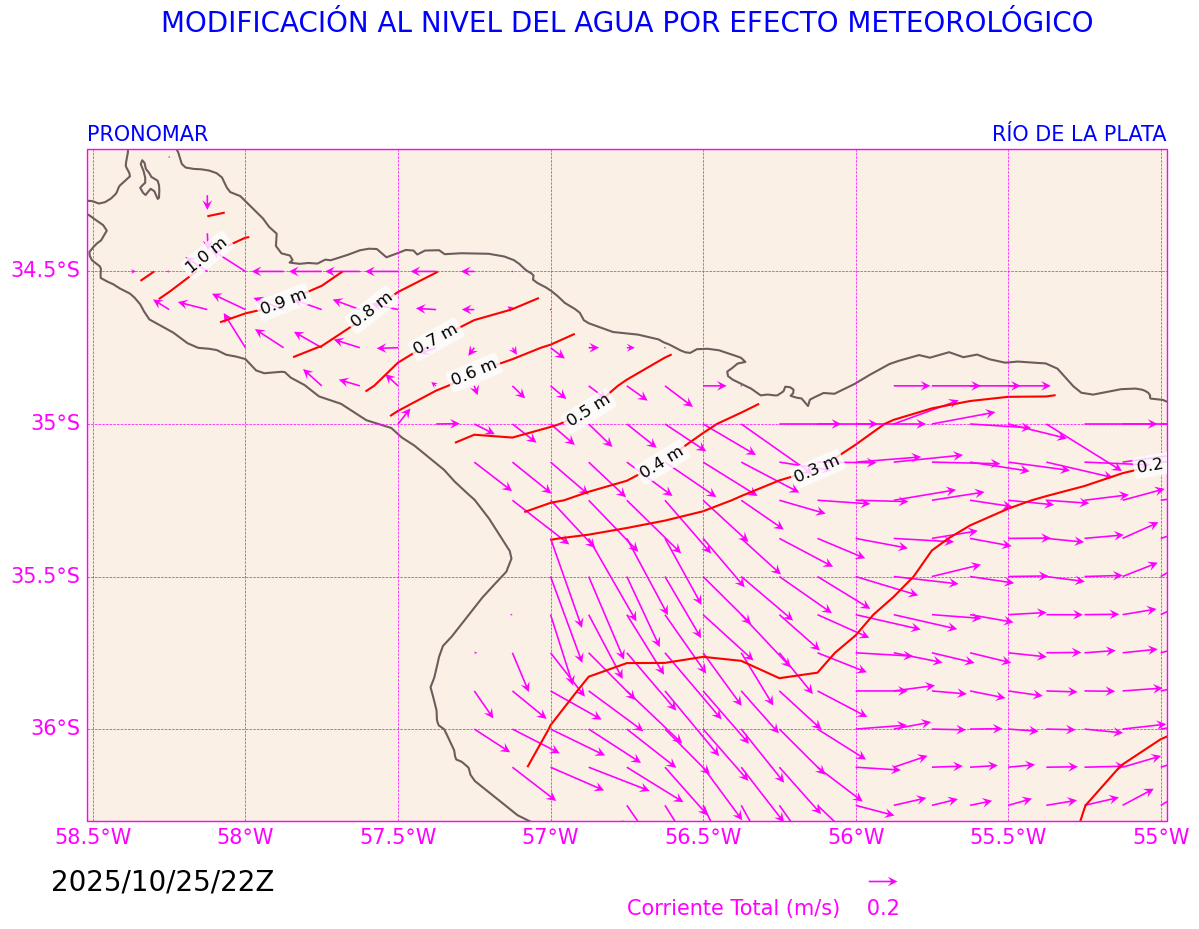 MODIFICACIÓN AL NIVEL DEL AGUA POR EFECTO METEOROLÓGICO
PRONOMAR RÍO DE LA PLATA
1.0 m
34.5°S
0.9 m
0.8 m
0.7 m
0.6 m
0.5 m
35°S
0.4 m
0.3 m
0.2
35.5°S
36°S
58.5°W 58°W 57.5°W 57°W 56.5°W 56°W 55.5°W 55°W
2025/10/25/22Z
Corriente Total (m/s) 0.2